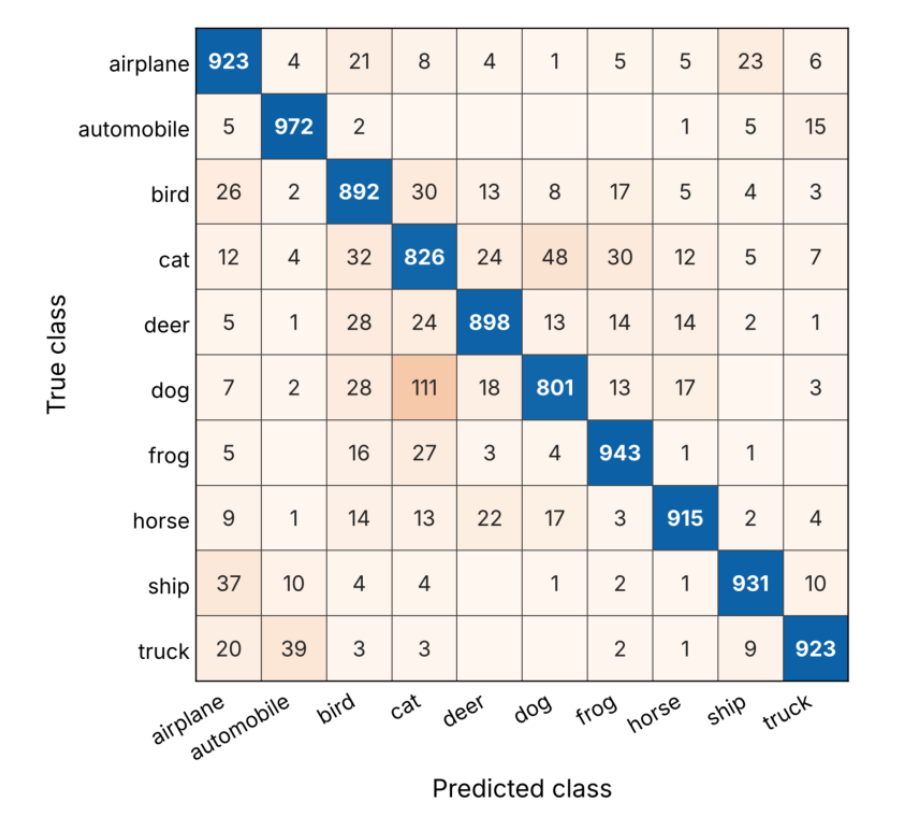 airplane 923 4 21 8 4 1 5 5 23 6
automobile 5 972 2 1 5 15
bird 26 2 892 30 13 8 17 5 4 3
cat 12 4 32 826 24 48 30 12 5 7
deer 5 1 28 24 898 13 14 14 2 1
dog 7 2 28 111 18 801 13 17 3
frog 5 16 27 3 4 943 1 1
horse 9 1 14 13 22 17 3 915 2 4
ship 37 10 4 4 1 2 1 931 10
truck 20 39 3 3 2 1 9 923
True class
airplane automobile bird cat deer dog frog horse ship truck
Predicted class